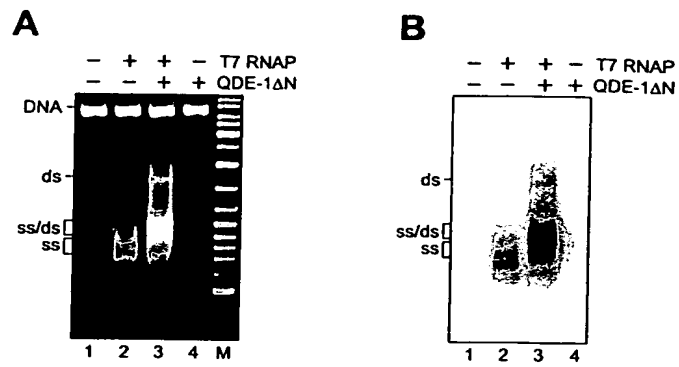 A
− + + − T7 RNAP
− − + + QDE-1ΔN
DNA
ds
ss/ds
ss
1 2 3 4 M
B
− + + − T7 RNAP
− − + + QDE-1ΔN
ds
ss/ds
ss
1 2 3 4